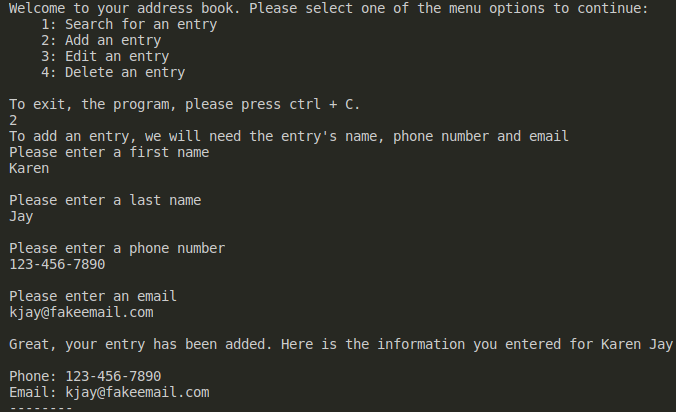 Welcome to your address book. Please select one of the menu options to continue:
    1: Search for an entry
    2: Add an entry
    3: Edit an entry
    4: Delete an entry

To exit, the program, please press ctrl + C.
2
To add an entry, we will need the entry's name, phone number and email
Please enter a first name
Karen

Please enter a last name
Jay

Please enter a phone number
123-456-7890

Please enter an email
kjay@fakeemail.com

Great, your entry has been added. Here is the information you entered for Karen Jay

Phone: 123-456-7890
Email: kjay@fakeemail.com
--------